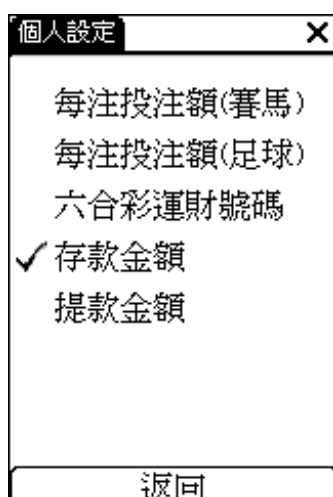 個人設定
每注投注額(賽馬)
每注投注額(足球)
六合彩運財號碼
存款金額
提款金額
返回